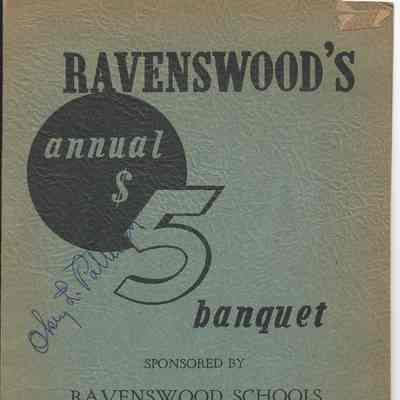 RAVENSWOOD'S
annual
$5
banquet
SPONSORED BY
RAVENSWOOD SCHOOLS